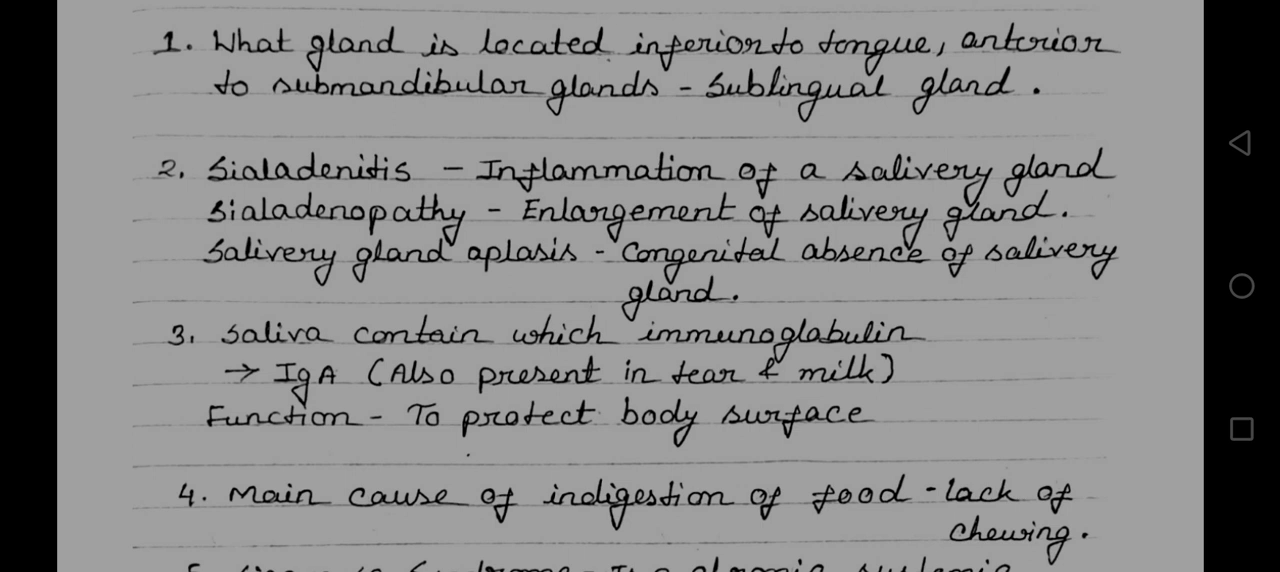 1. What gland is located inferior to tongue, anterior
to submandibular glands - Sublingual gland.
2. Sialadenitis - Inflammation of a salivery gland
Sialadenopathy - Enlargement of salivery gland.
Salivery gland aplasis - Congenital absence of salivery
gland.
3. Saliva contain which immunoglabulin
→ IgA (Also present in tear & milk)
Function - To protect body surface
4. Main cause of indigestion of food - lack of
chewing.